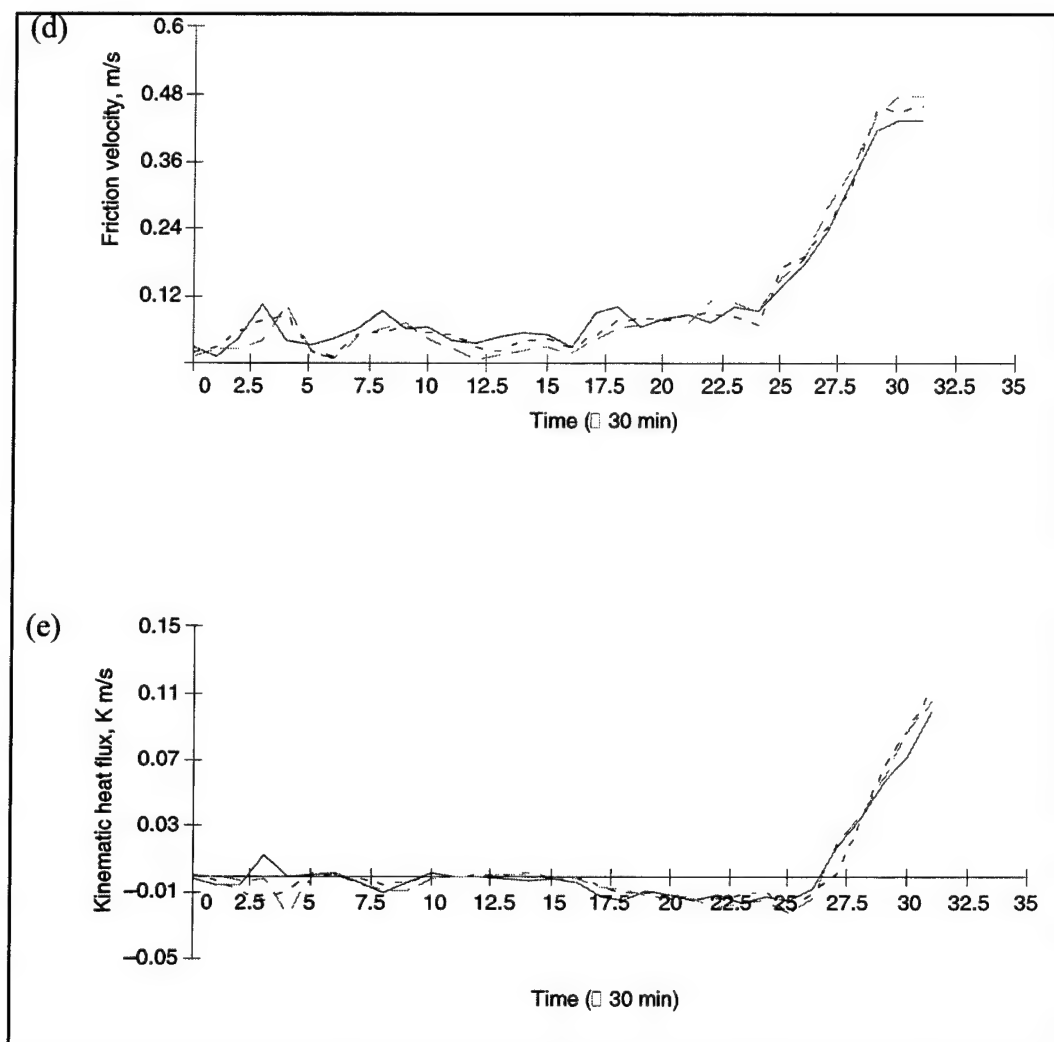 (d)
Friction velocity, m/s
0.6
0.48
0.36
0.24
0.12
0 2.5 5 7.5 10 12.5 15 17.5 20 22.5 25 27.5 30 32.5 35
Time (▯ 30 min)
(e)
Kinematic heat flux, K m/s
0.15
0.11
0.07
0.03
−0.01
−0.05
0 2.5 5 7.5 10 12.5 15 17.5 20 22.5 25 27.5 30 32.5 35
Time (▯ 30 min)